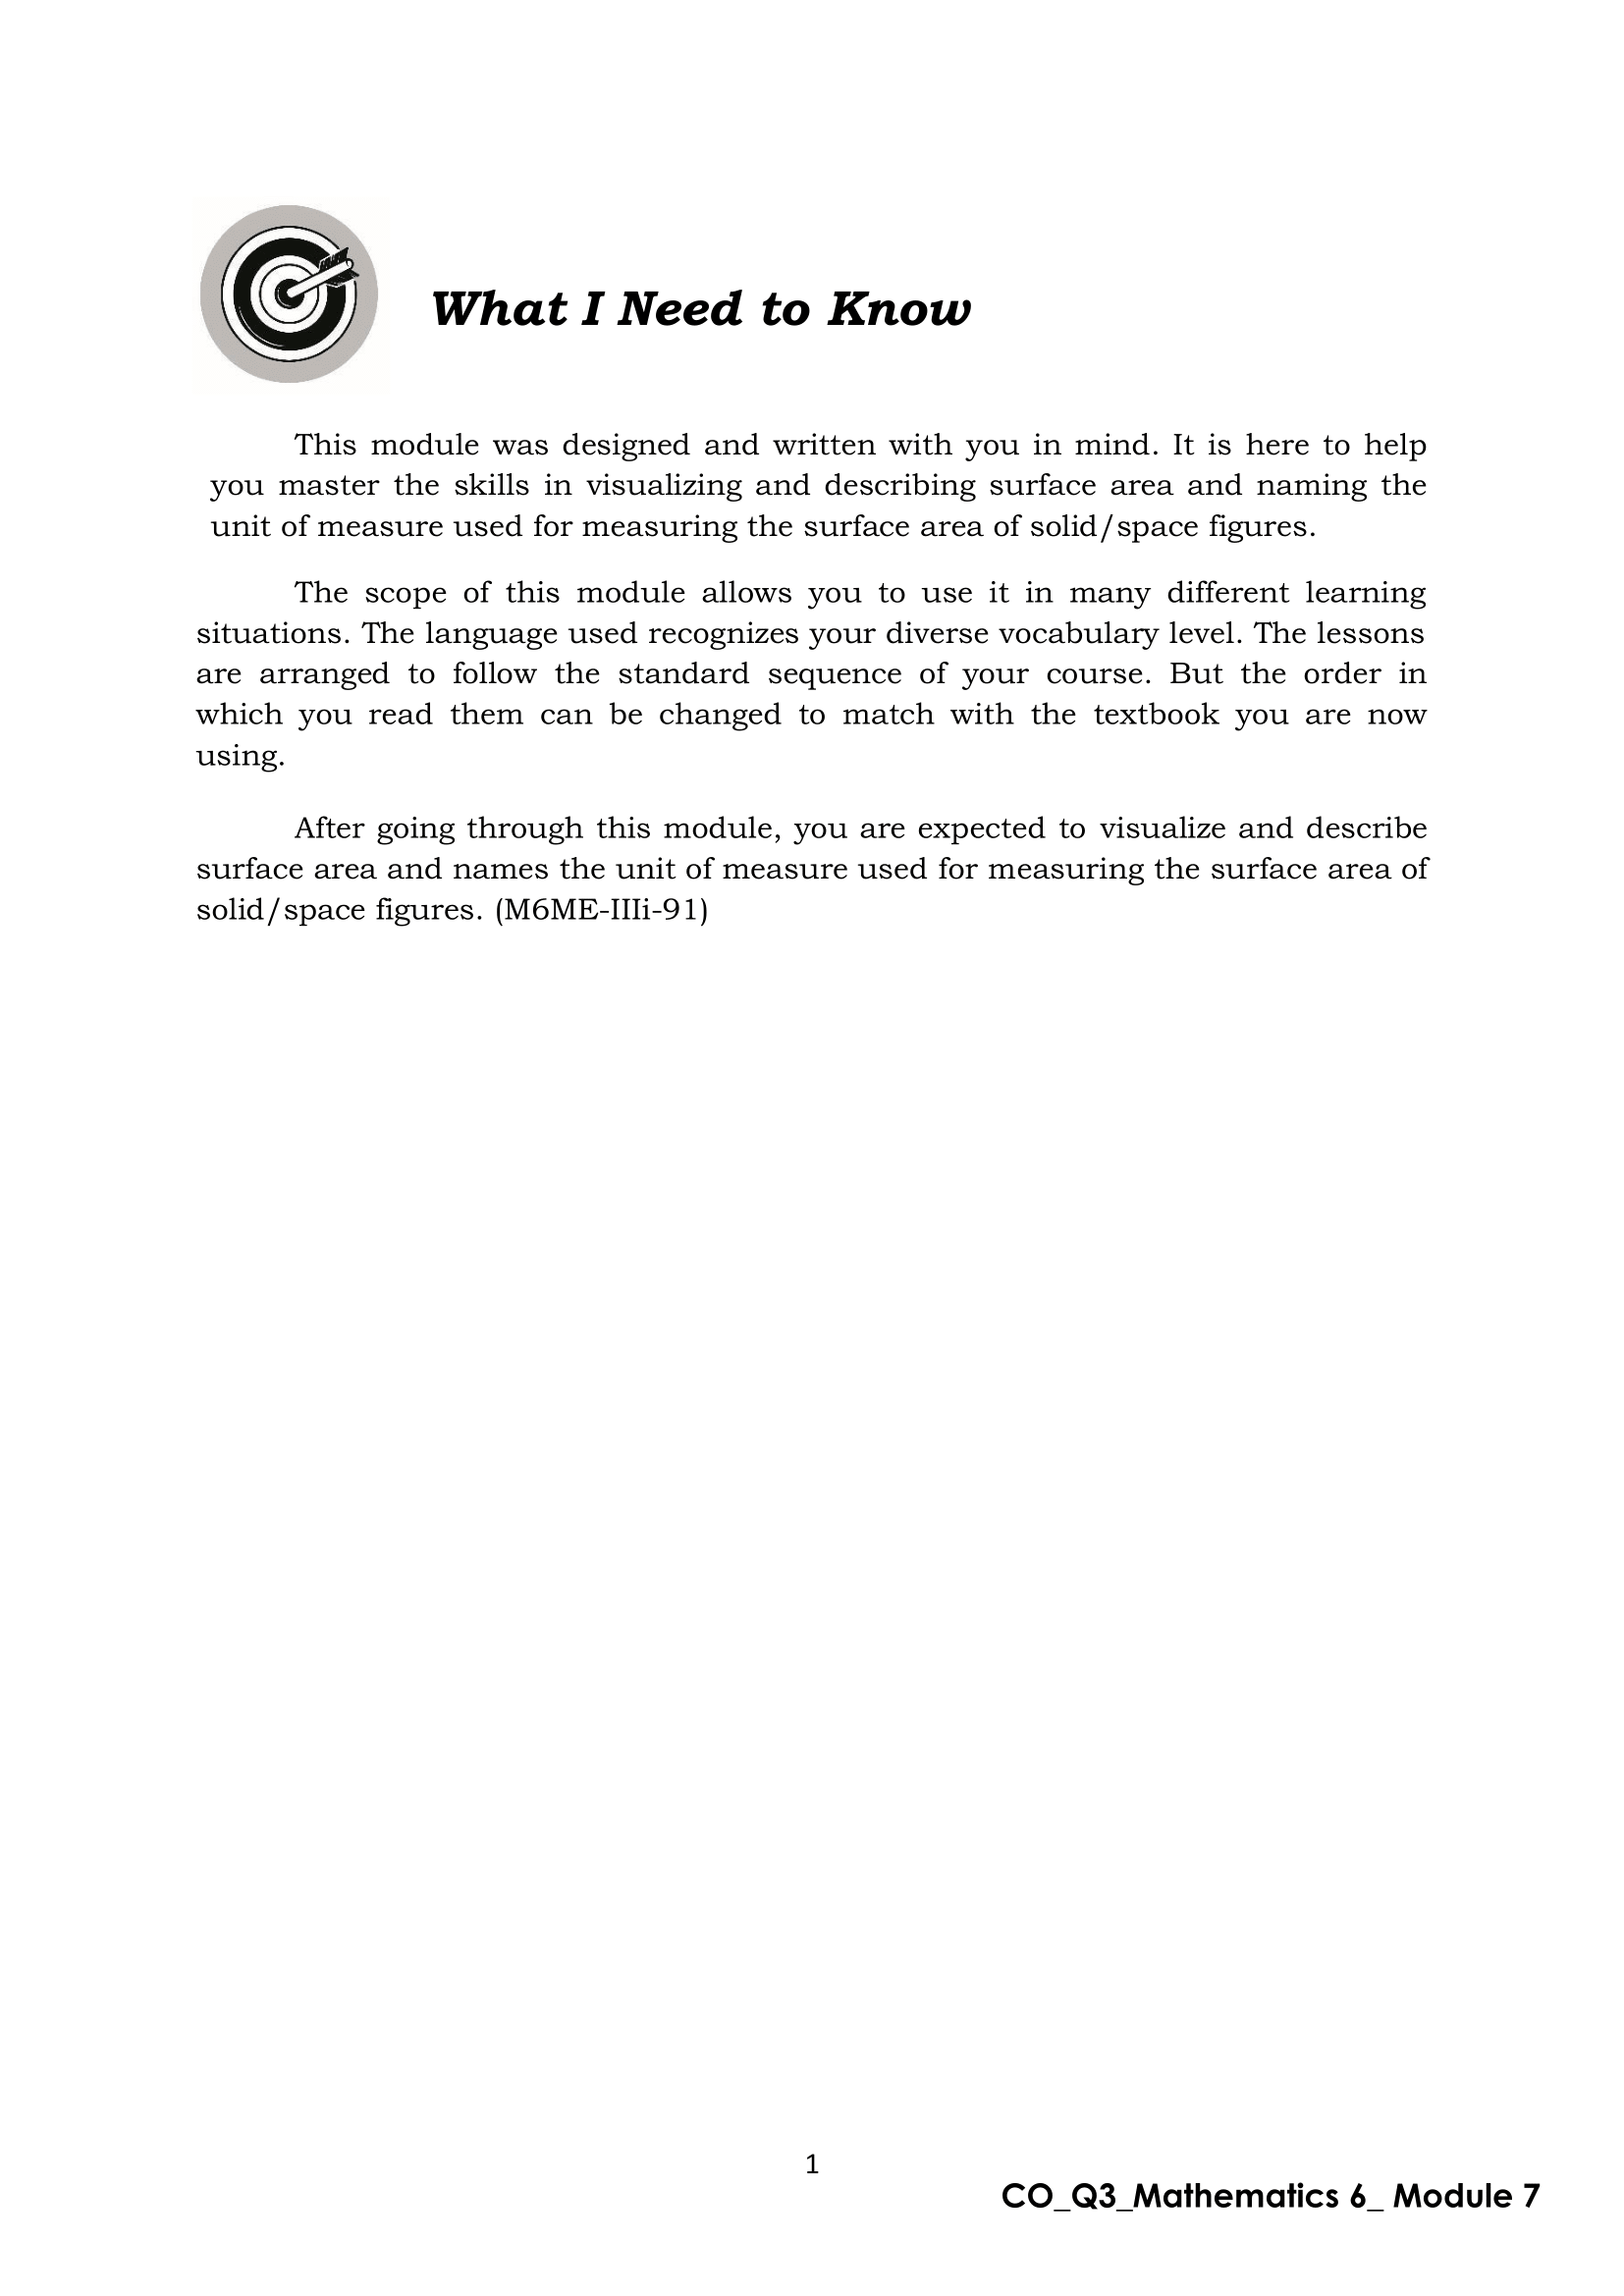 What I Need to Know
This module was designed and written with you in mind. It is here to help
you master the skills in visualizing and describing surface area and naming the
unit of measure used for measuring the surface area of solid/space figures.
The scope of this module allows you to use it in many different learning
situations. The language used recognizes your diverse vocabulary level. The lessons
are arranged to follow the standard sequence of your course. But the order in
which you read them can be changed to match with the textbook you are now
using.
After going through this module, you are expected to visualize and describe
surface area and names the unit of measure used for measuring the surface area of
solid/space figures. (M6ME-IIIi-91)
1
CO_Q3_Mathematics 6_ Module 7